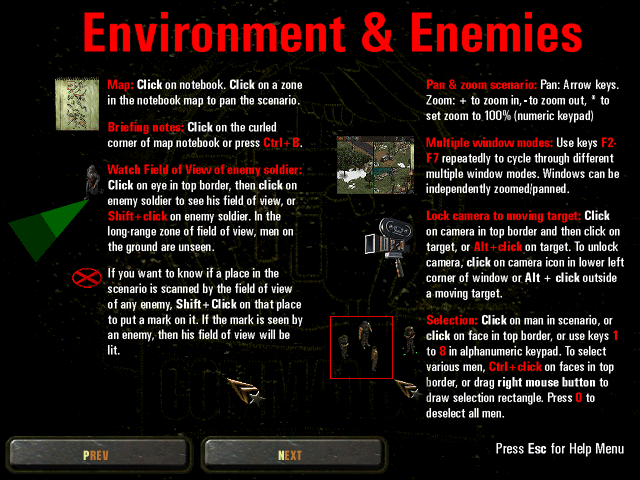 Environment & Enemies
Map: Click on notebook. Click on a zone
in the notebook map to pan the scenario.
Briefing notes: Click on the curled
corner of map notebook or press Ctrl+B.
Watch Field of View of enemy soldier:
Click on eye in top border, then click on
enemy soldier to see his field of view, or
Shift+click on enemy soldier. In the
long-range zone of field of view, men on
the ground are unseen.
If you want to know if a place in the
scenario is scanned by the field of view
of any enemy, Shift+Click on that place
to put a mark on it. If the mark is seen by
an enemy, then his field of view will be
lit.
Pan & zoom scenario: Pan: Arrow keys.
Zoom: + to zoom in, - to zoom out, * to
set zoom to 100% (numeric keypad)
Multiple window modes: Use keys F2-
F7 repeatedly to cycle through different
multiple window modes. Windows can be
independently zoomed/panned.
Lock camera to moving target: Click
on camera in top border and then click on
target, or Alt+click on target. To unlock
camera, click on camera icon in lower left
corner of window or Alt + click outside
a moving target.
Selection: Click on man in scenario, or
click on face in top border, or use keys 1
to 8 in alphanumeric keypad. To select
various men, Ctrl+click on faces in top
border, or drag right mouse button to
draw selection rectangle. Press 0 to
deselect all men.
PREV
NEXT
Press Esc for Help Menu